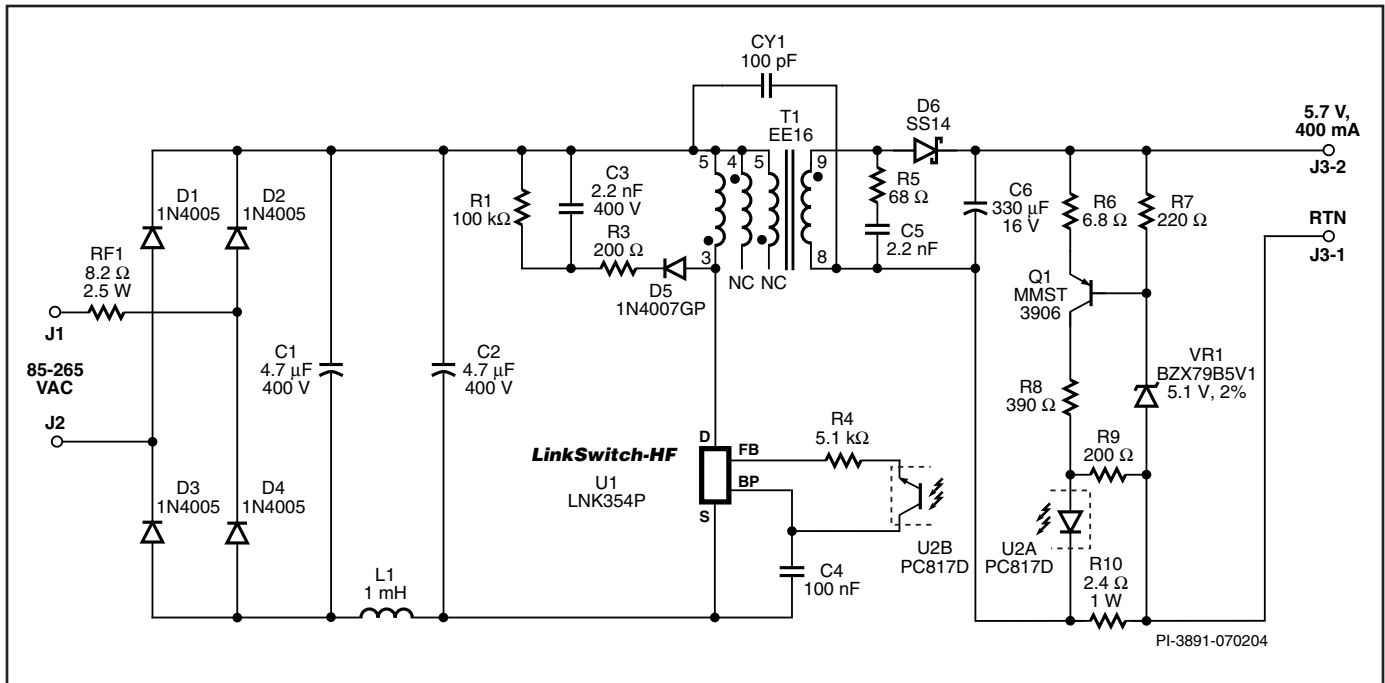 CY1
100 pF
D6
SS14
5.7 V,
400 mA
J3-2
T1
EE16
5
4
5
9
D1
1N4005
D2
1N4005
R1
100 kΩ
C3
2.2 nF
400 V
R3
200 Ω
D5
1N4007GP
3
NC NC
8
R5
68 Ω
C5
2.2 nF
C6
330 µF
16 V
R6
6.8 Ω
R7
220 Ω
RTN
J3-1
RF1
8.2 Ω
2.5 W
J1
85-265
VAC
J2
C1
4.7 µF
400 V
C2
4.7 µF
400 V
Q1
MMST
3906
VR1
BZX79B5V1
5.1 V, 2%
R8
390 Ω
R9
200 Ω
D3
1N4005
D4
1N4005
LinkSwitch-HF
U1
LNK354P
D
FB
BP
S
R4
5.1 kΩ
U2B
PC817D
U2A
PC817D
R10
2.4 Ω
1 W
L1
1 mH
C4
100 nF
PI-3891-070204